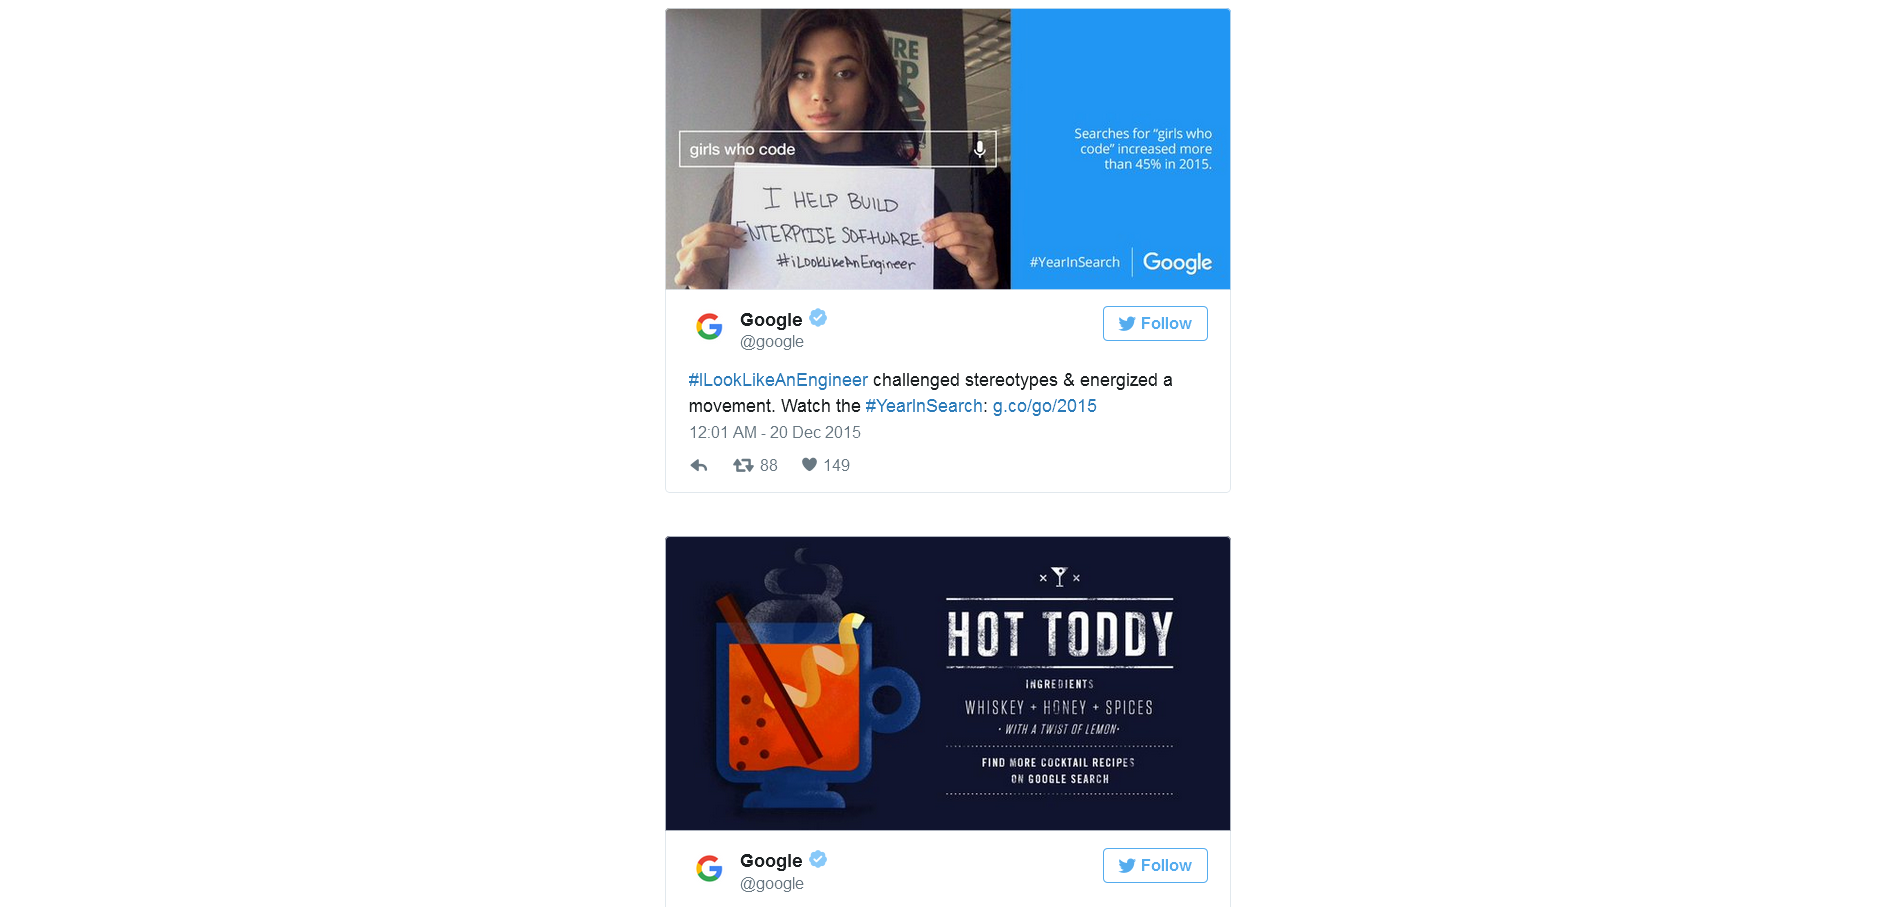 IRE
EP
girls who code
I HELP BUILD
ENTERPRISE SOFTWARE.
#iLookLikeAnEngineer
Searches for “girls who
code” increased more
than 45% in 2015.
#YearInSearch | Google
Google
@google
Follow
#ILookLikeAnEngineer challenged stereotypes & energized a
movement. Watch the #YearInSearch: g.co/go/2015
12:01 AM - 20 Dec 2015
88 149
HOT TODDY
INGREDIENTS
WHISKEY + HONEY + SPICES
· WITH A TWIST OF LEMON·
FIND MORE COCKTAIL RECIPES
ON GOOGLE SEARCH
Google
@google
Follow